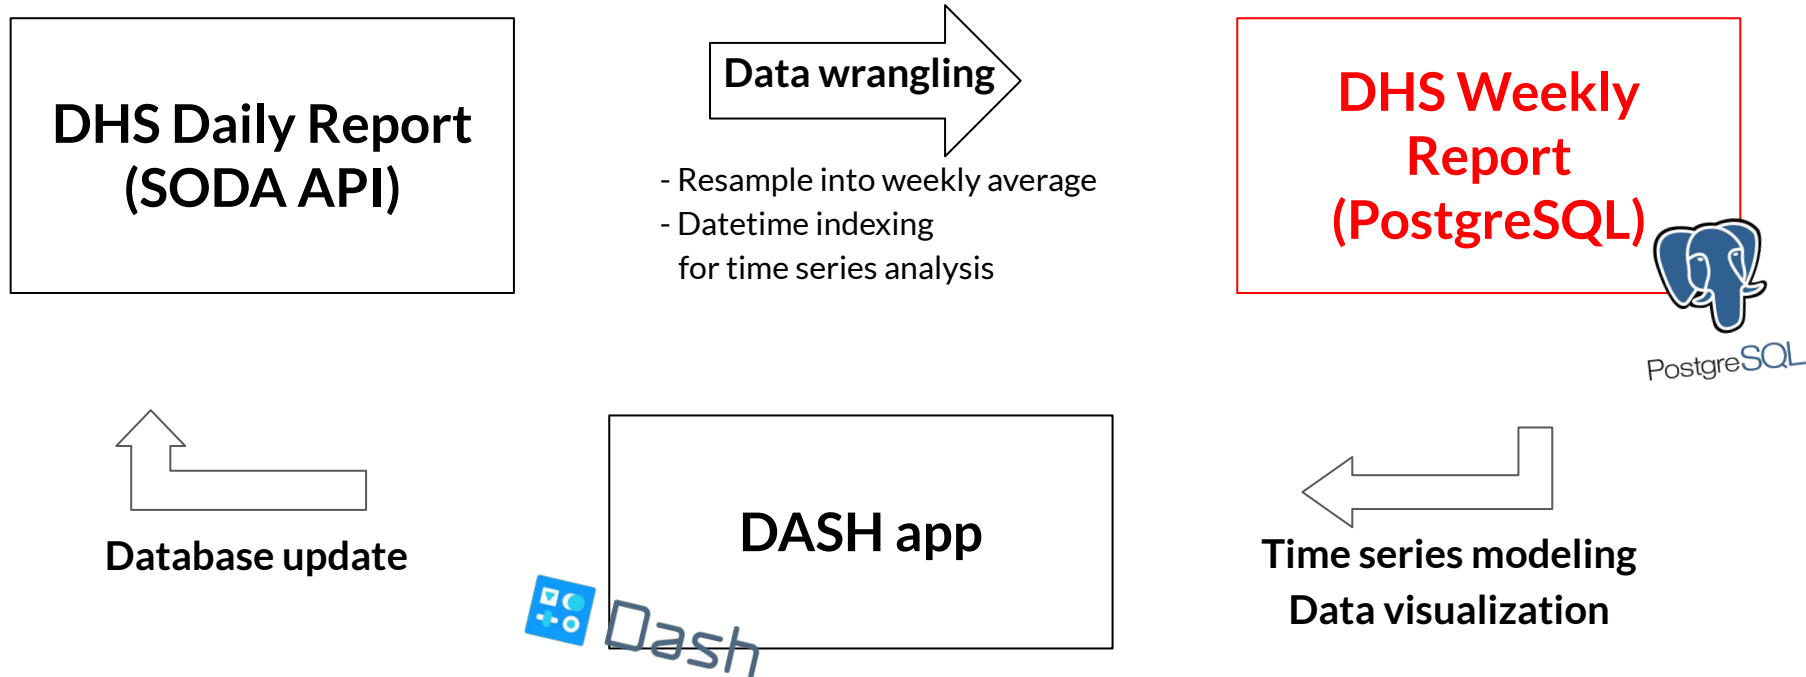 DHS Daily Report
(SODA API)
Data wrangling
- Resample into weekly average
- Datetime indexing
for time series analysis
DHS Weekly
Report
(PostgreSQL)
PostgreSQL
Database update
DASH app
Dash
Time series modeling
Data visualization